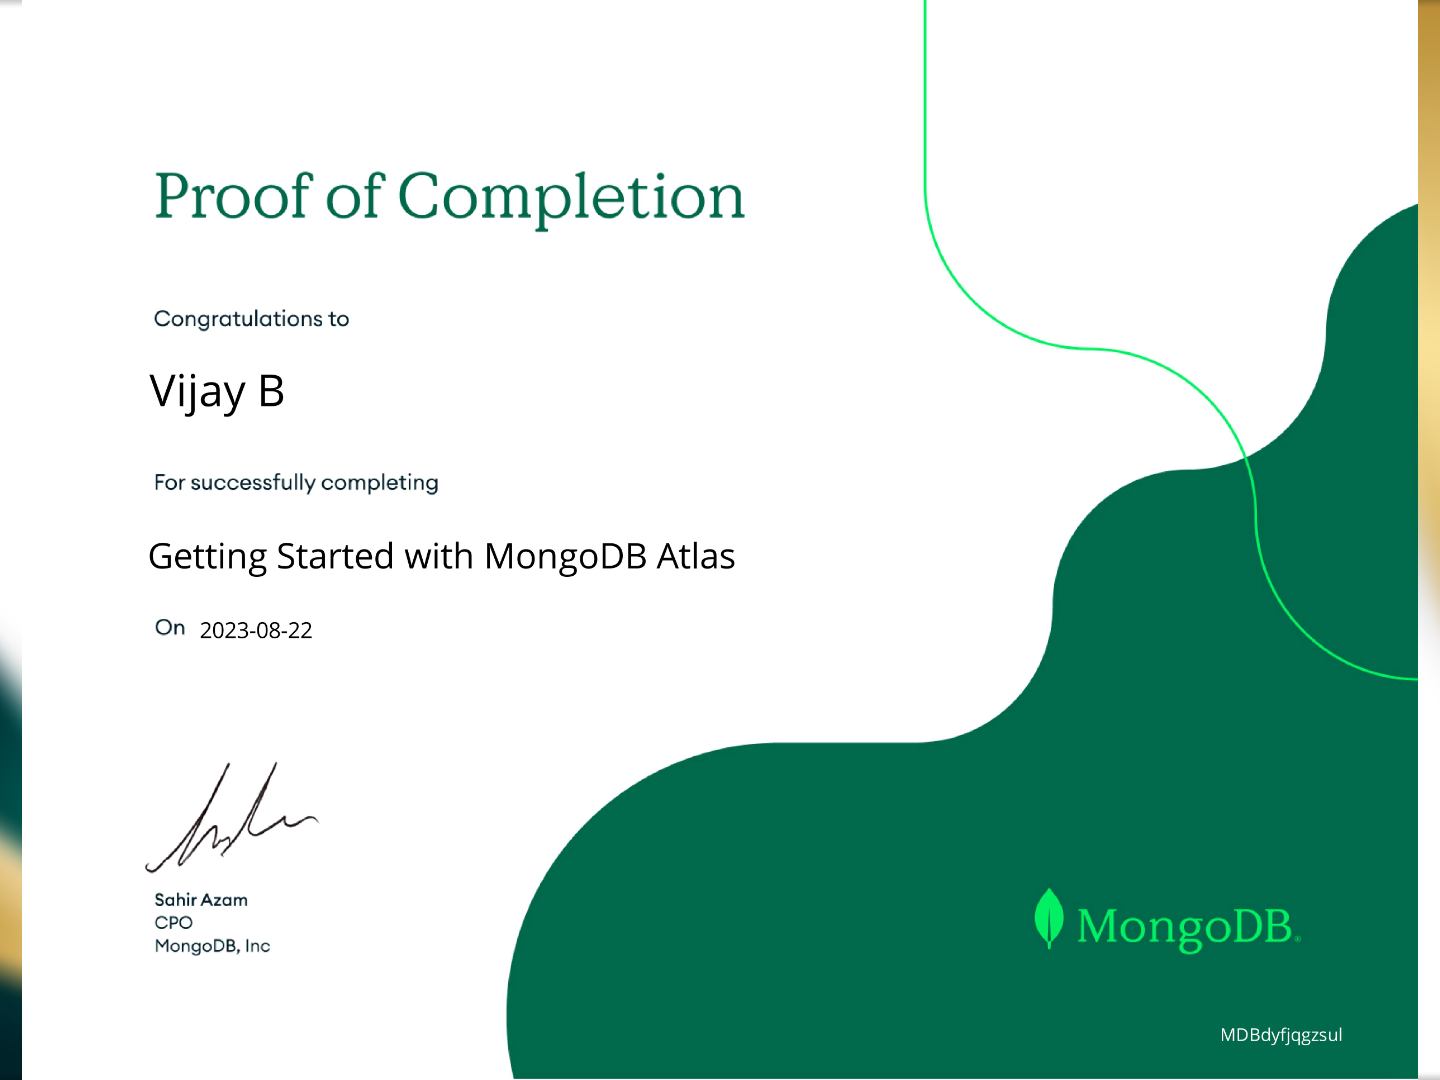 Proof of Completion
Congratulations to
Vijay B
For successfully completing
Getting Started with MongoDB Atlas
On 2023-08-22
Sahir Azam
CPO
MongoDB, Inc
MongoDB®
MDBdyfjqgzsul